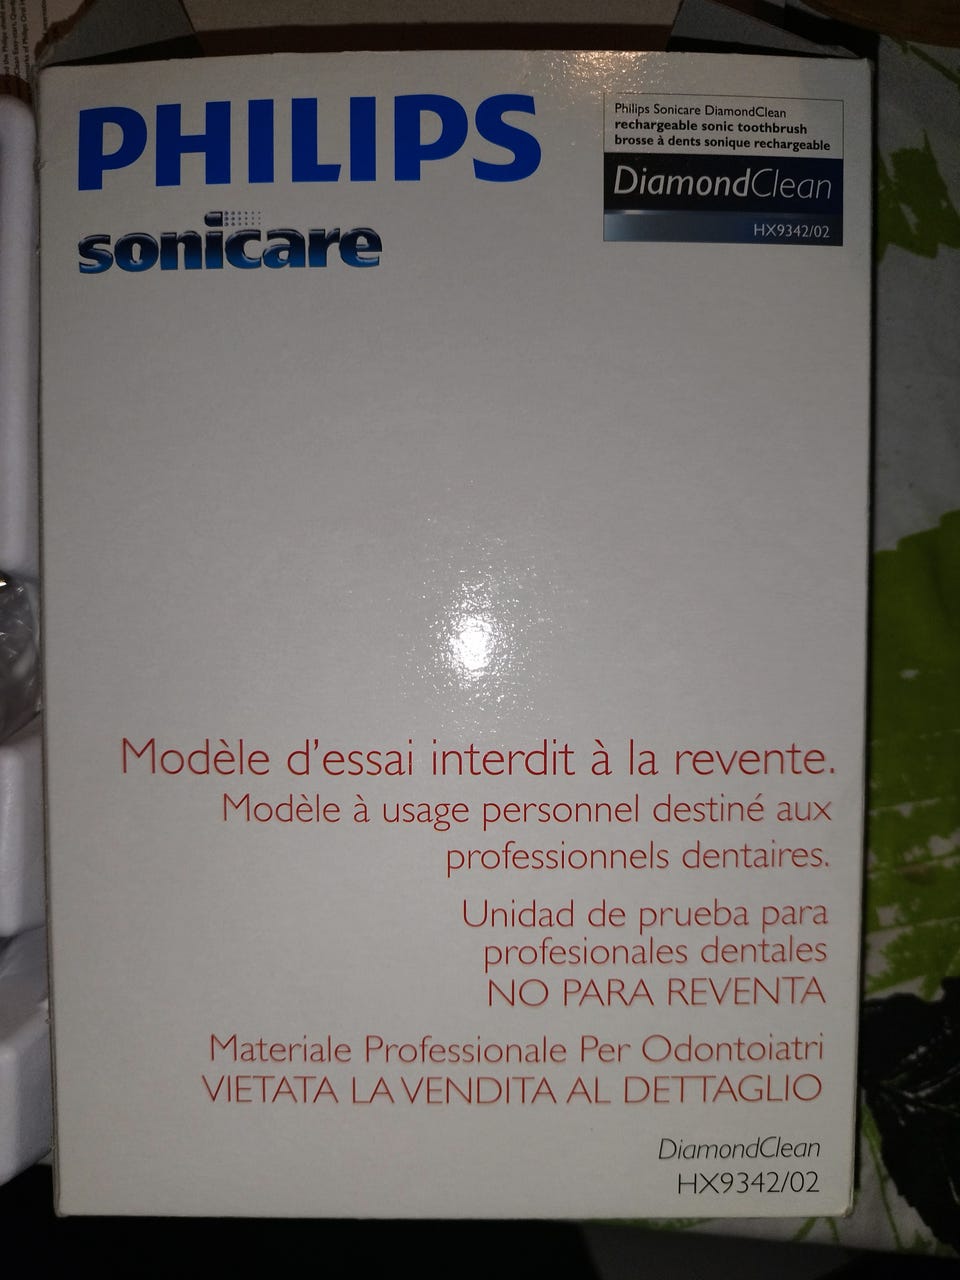 PHILIPS
sonicare
Philips Sonicare DiamondClean
rechargeable sonic toothbrush
brosse à dents sonique rechargeable
DiamondClean
HX9342/02
Modèle d'essai interdit à la revente.
Modèle à usage personnel destiné aux
professionnels dentaires.
Unidad de prueba para
profesionales dentales
NO PARA REVENTA
Materiale Professionale Per Odontoiatri
VIETATA LA VENDITA AL DETTAGLIO
DiamondClean
HX9342/02